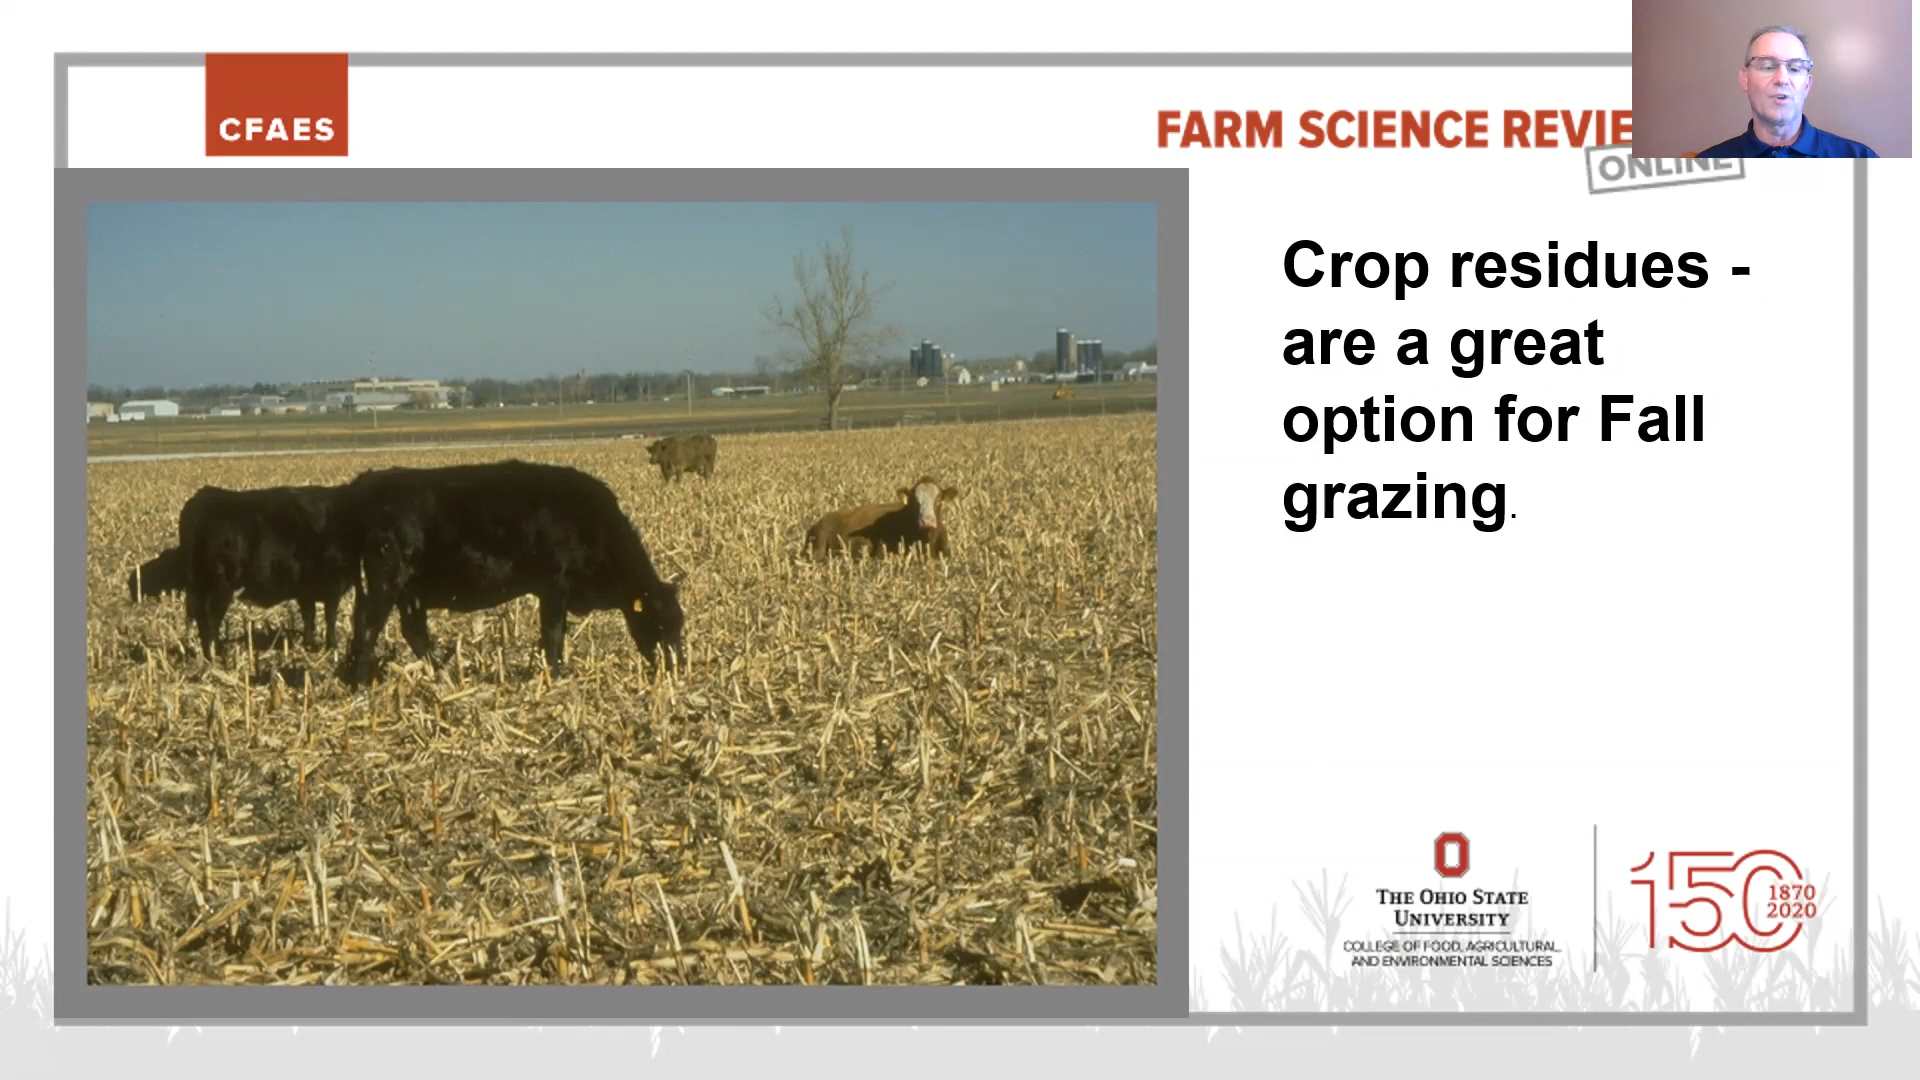 CFAES
FARM SCIENCE REVIE
ONLINE
Crop residues -
are a great
option for Fall
grazing.
THE OHIO STATE
UNIVERSITY
COLLEGE OF FOOD, AGRICULTURAL,
AND ENVIRONMENTAL SCIENCES
150
1870
2020